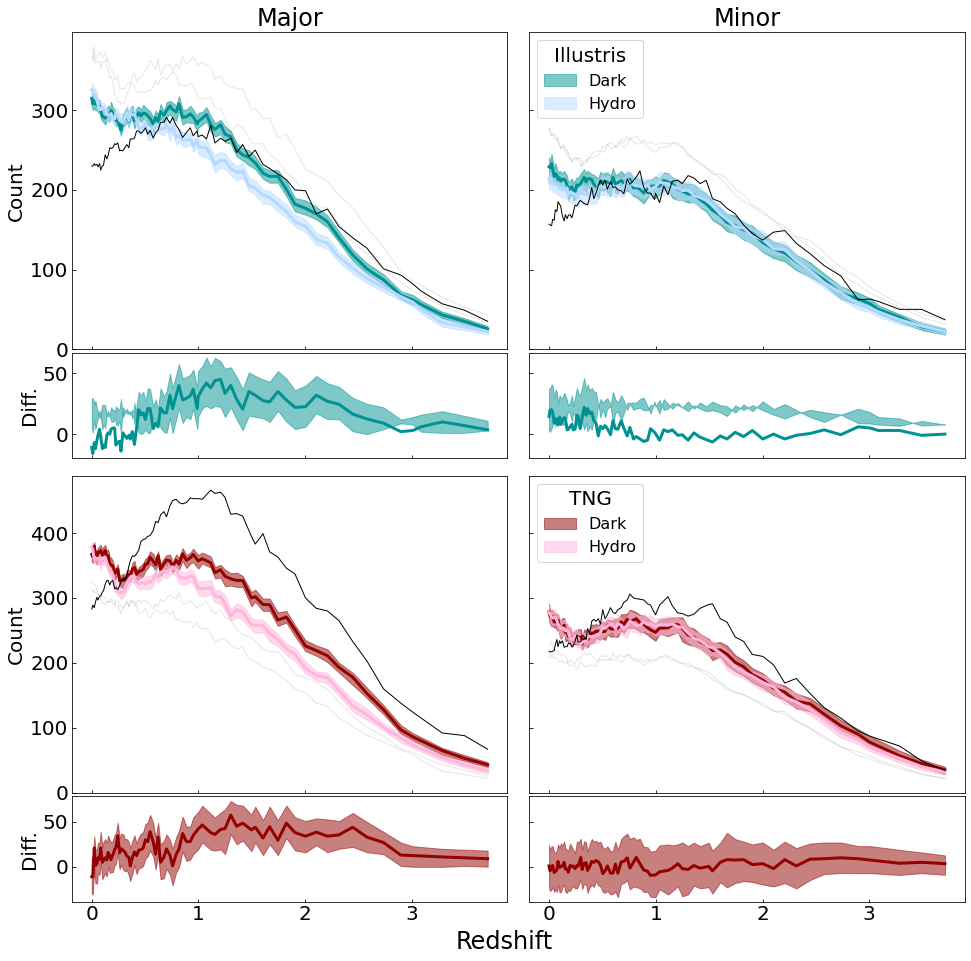 Major
Minor
Count
300
200
100
0
Illustris
Dark
Hydro
Diff.
50
0
Count
400
300
200
100
0
TNG
Dark
Hydro
Diff.
50
0
0 1 2 3
0 1 2 3
Redshift